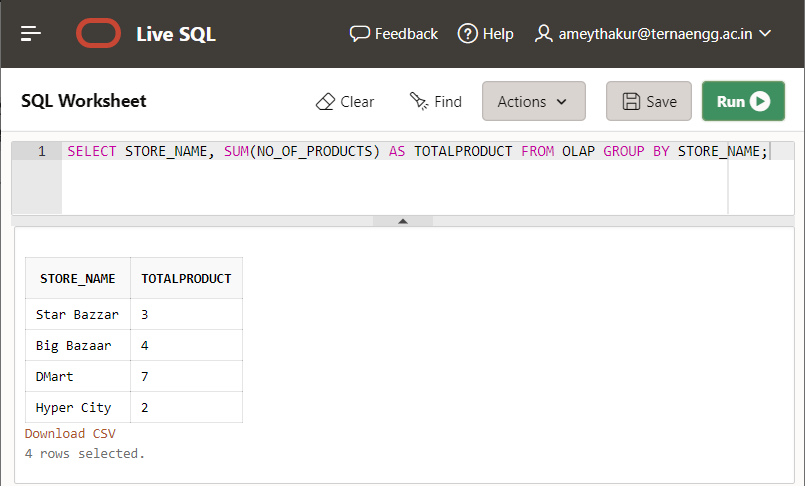 Live SQL Feedback Help ameythakur@ternaengg.ac.in
SQL Worksheet Clear Find Actions Save Run
1 SELECT STORE_NAME, SUM(NO_OF_PRODUCTS) AS TOTALPRODUCT FROM OLAP GROUP BY STORE_NAME;
STORE_NAME TOTALPRODUCT
Star Bazzar 3
Big Bazaar 4
DMart 7
Hyper City 2
Download CSV
4 rows selected.